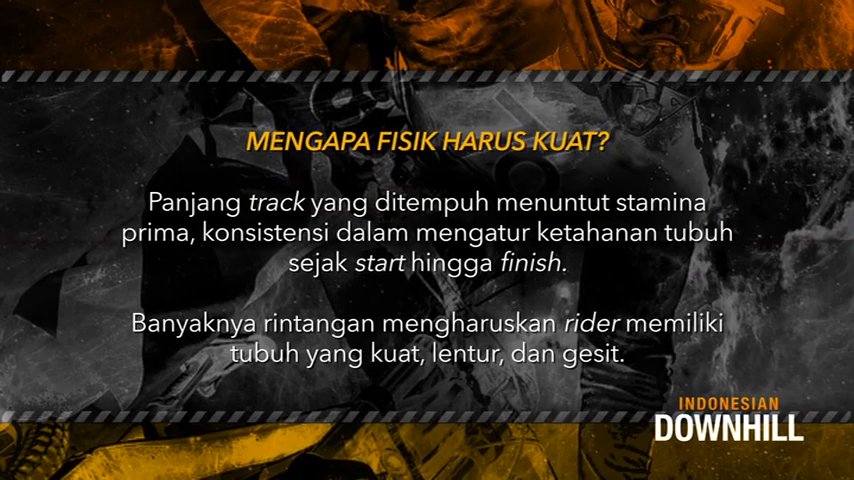 MENGAPA FISIK HARUS KUAT?
Panjang track yang ditempuh menuntut stamina
prima, konsistensi dalam mengatur ketahanan tubuh
sejak start hingga finish.
Banyaknya rintangan mengharuskan rider memiliki
tubuh yang kuat, lentur, dan gesit.
INDONESIAN
DOWNHILL